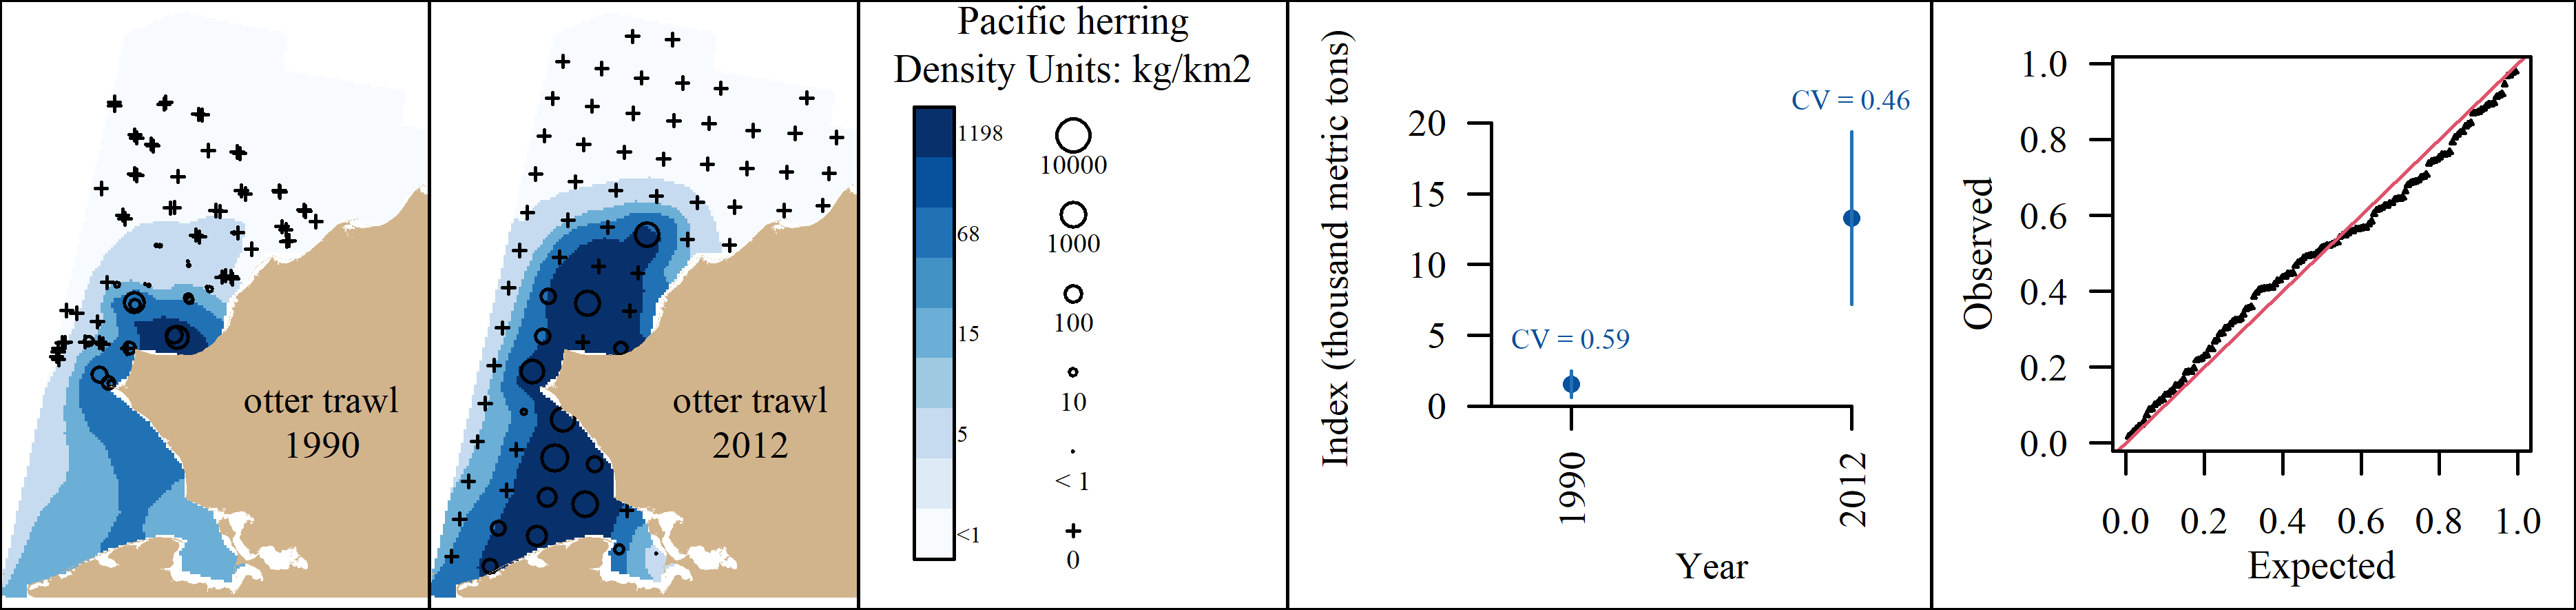 otter trawl
1990
otter trawl
2012
Pacific herring
Density Units: kg/km2
1198
68
15
5
<1
10000
1000
100
10
< 1
0
Index (thousand metric tons)
20
15
10
5
0
CV = 0.59
CV = 0.46
1990
2012
Year
Observed
1.0
0.8
0.6
0.4
0.2
0.0
0.0 0.2 0.4 0.6 0.8 1.0
Expected